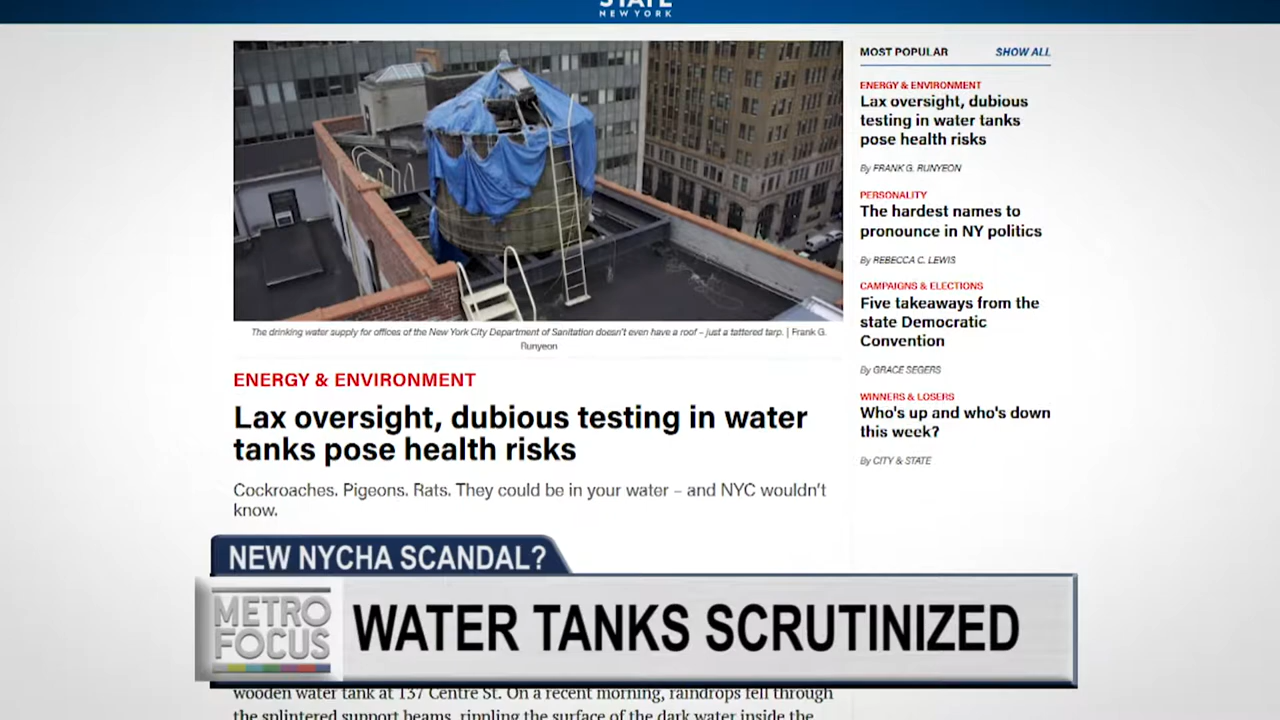 STATE
NEW YORK
MOST POPULAR
SHOW ALL
ENERGY & ENVIRONMENT
Lax oversight, dubious
testing in water tanks
pose health risks
By FRANK G. RUNYEON
PERSONALITY
The hardest names to
pronounce in NY politics
By REBECCA C. LEWIS
CAMPAIGNS & ELECTIONS
Five takeaways from the
state Democratic
Convention
By GRACE SEGERS
WINNERS & LOSERS
Who's up and who's down
this week?
By CITY & STATE
The drinking water supply for offices of the New York City Department of Sanitation doesn't even have a roof – just a tattered tarp. | Frank G.
Runyeon
ENERGY & ENVIRONMENT
Lax oversight, dubious testing in water
tanks pose health risks
Cockroaches. Pigeons. Rats. They could be in your water – and NYC wouldn't
know.
NEW NYCHA SCANDAL?
METRO
FOCUS
WATER TANKS SCRUTINIZED
wooden water tank at 137 Centre St. On a recent morning, raindrops fell through
the splintered support beams, rippling the surface of the dark water inside the